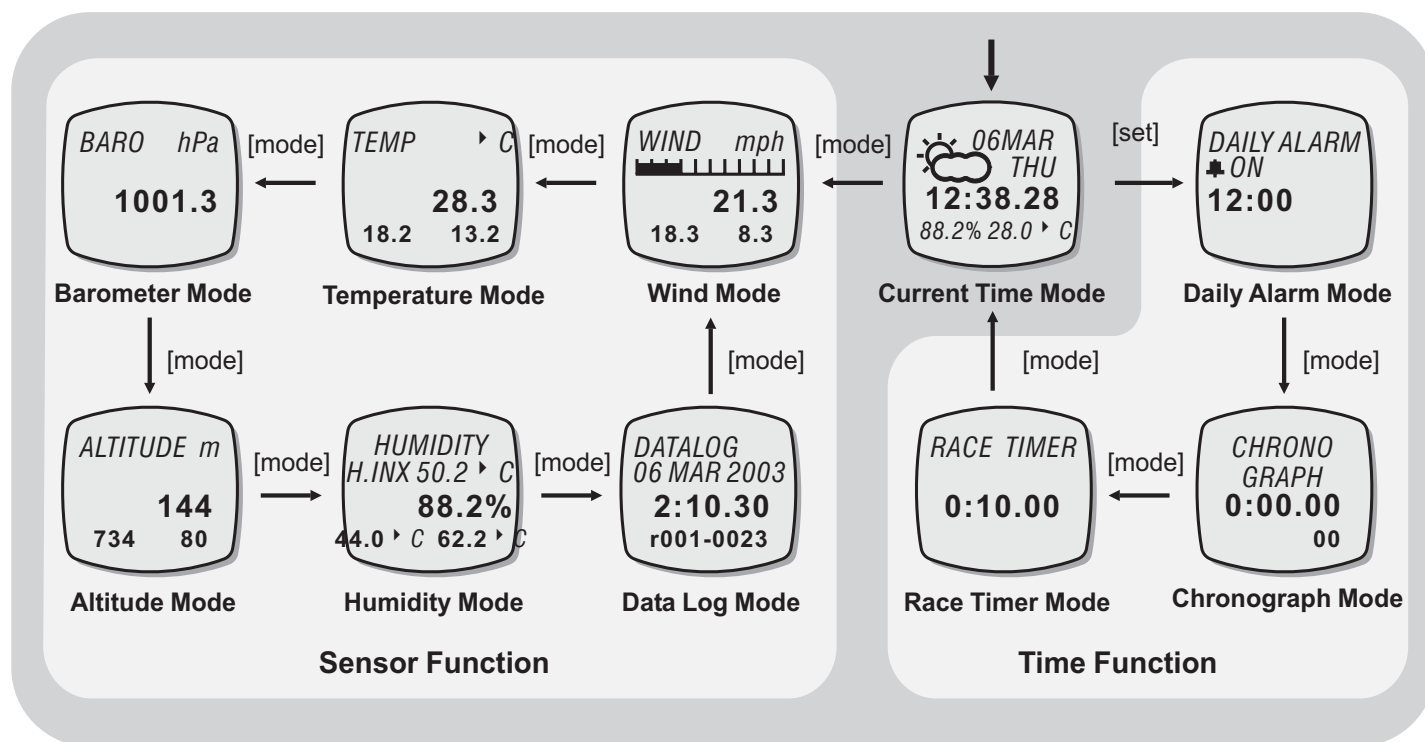 BARO hPa
1001.3
Barometer Mode
[mode]
TEMP ‣ C
28.3
18.2 13.2
Temperature Mode
[mode]
WIND mph
21.3
18.3 8.3
Wind Mode
[mode]
06MAR
THU
12:38.28
88.2% 28.0 ‣ C
Current Time Mode
[set]
DAILY ALARM
ON
12:00
Daily Alarm Mode
[mode]
[mode]
[mode]
[mode]
ALTITUDE m
144
734 80
Altitude Mode
[mode]
HUMIDITY
H.INX 50.2 ‣ C
88.2%
44.0 ‣ C 62.2 ‣ C
Humidity Mode
[mode]
DATALOG
06 MAR 2003
2:10.30
r001-0023
Data Log Mode
RACE TIMER
0:10.00
Race Timer Mode
[mode]
CHRONO
GRAPH
0:00.00
00
Chronograph Mode
Sensor Function
Time Function